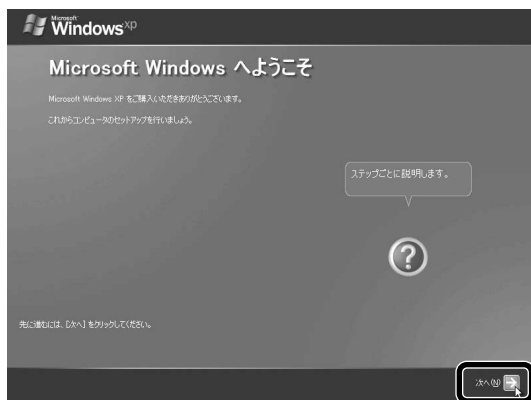 Microsoft
Windows xp
Microsoft Windows へようこそ
Microsoft Windows XP をご購入いただきありがとうございます。
これからコンピュータのセットアップを行いましょう。
ステップごとに説明します。
?
先に進むには、[次へ] をクリックしてください。
次へ(N)